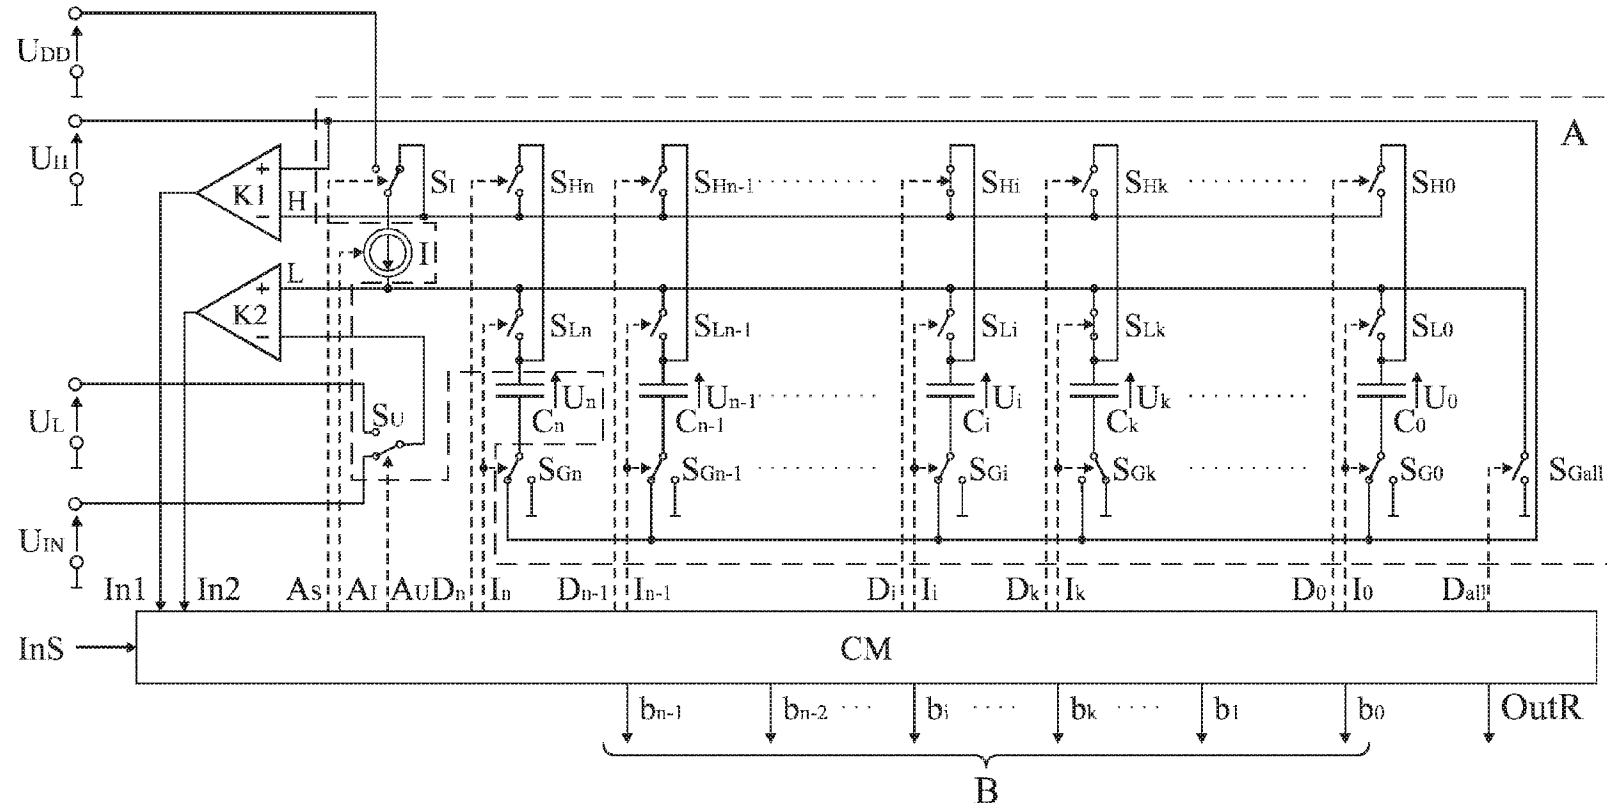 UDD
A
UH
K1
+
−
H
SI
SHn
SHn-1
SHi
SHk
SH0
I
L
K2
+
−
SLn
SLn-1
SLi
SLk
SL0
UL
SU
Un
Cn
Un-1
Cn-1
Ui
Ci
Uk
Ck
U0
C0
SGn
SGn-1
SGi
SGk
SG0
SGall
UIN
In1
In2
AS
AI
AU
Dn
In
Dn-1
In-1
Di
Ii
Dk
Ik
D0
I0
Dall
InS
CM
bn-1
bn-2
bi
bk
b1
b0
OutR
B